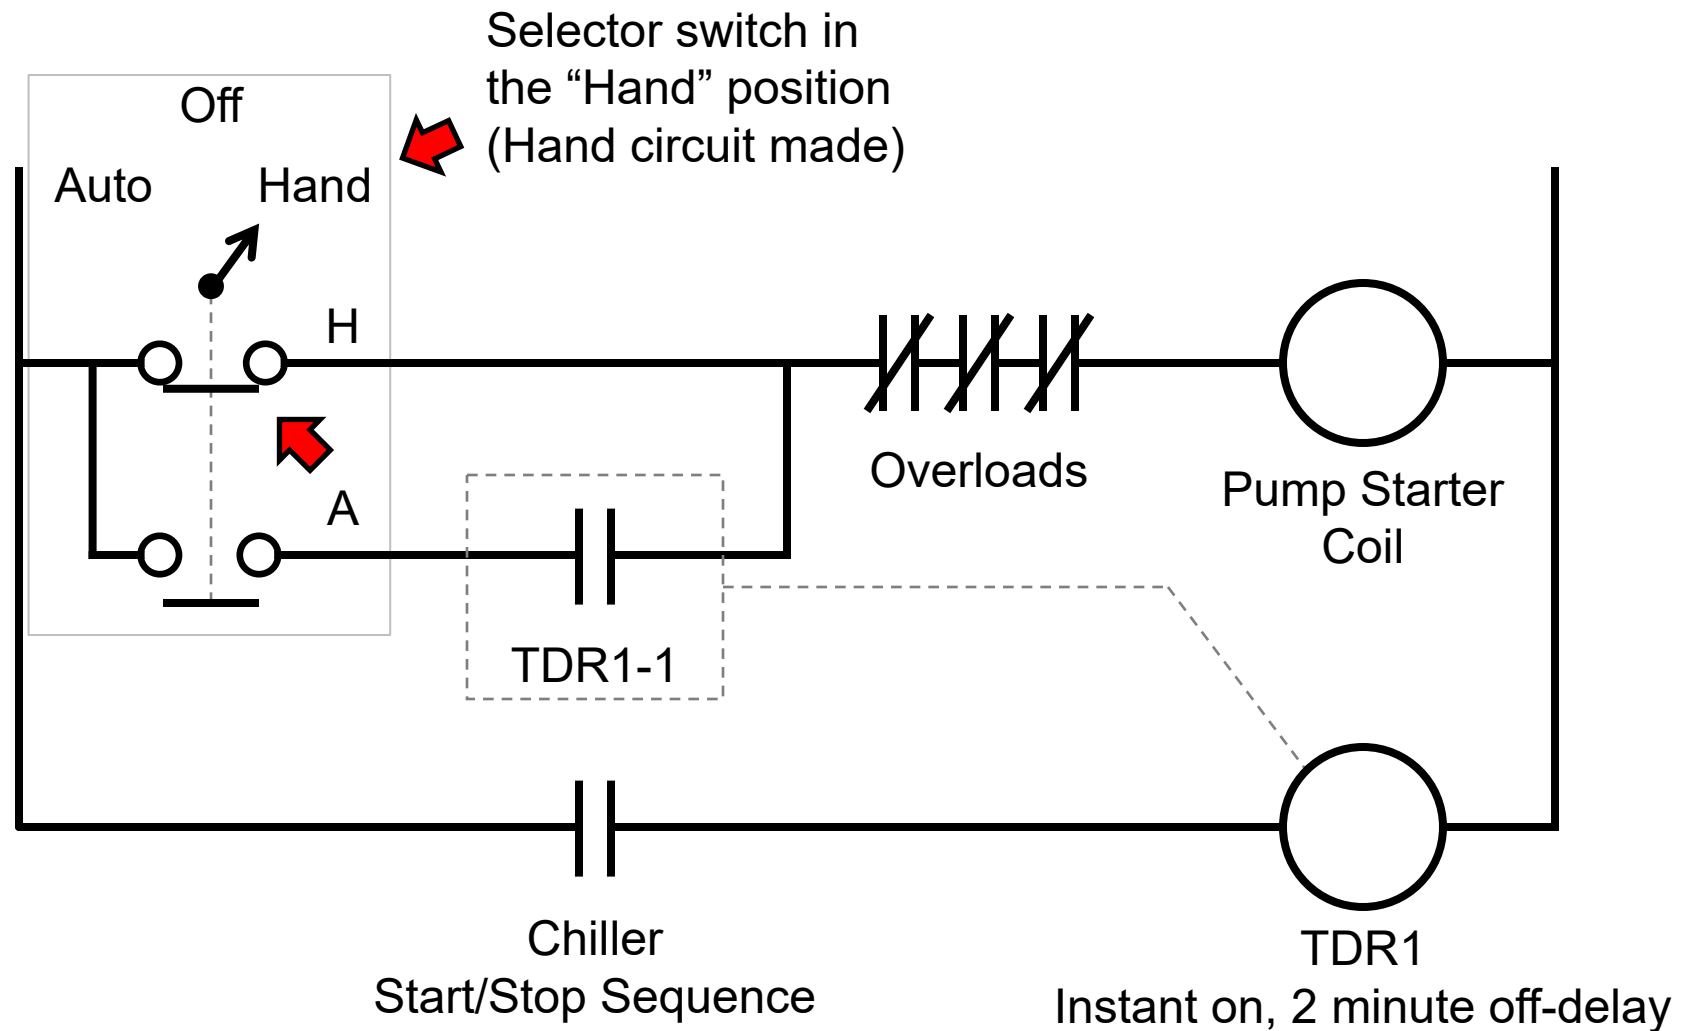 Selector switch in
the “Hand” position
(Hand circuit made)
Off
Auto
Hand
H
A
Overloads
Pump Starter
Coil
TDR1-1
Chiller
Start/Stop Sequence
TDR1
Instant on, 2 minute off-delay